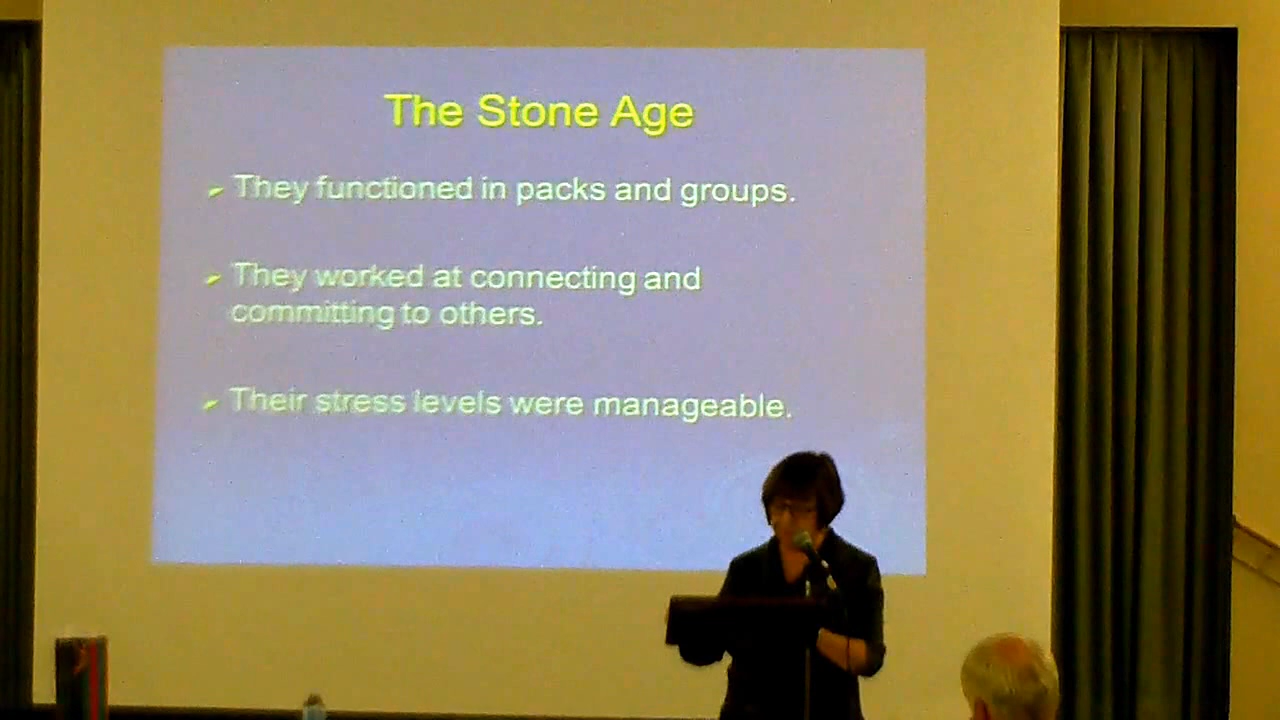 The Stone Age
They functioned in packs and groups.
They worked at connecting and
committing to others.
Their stress levels were manageable.